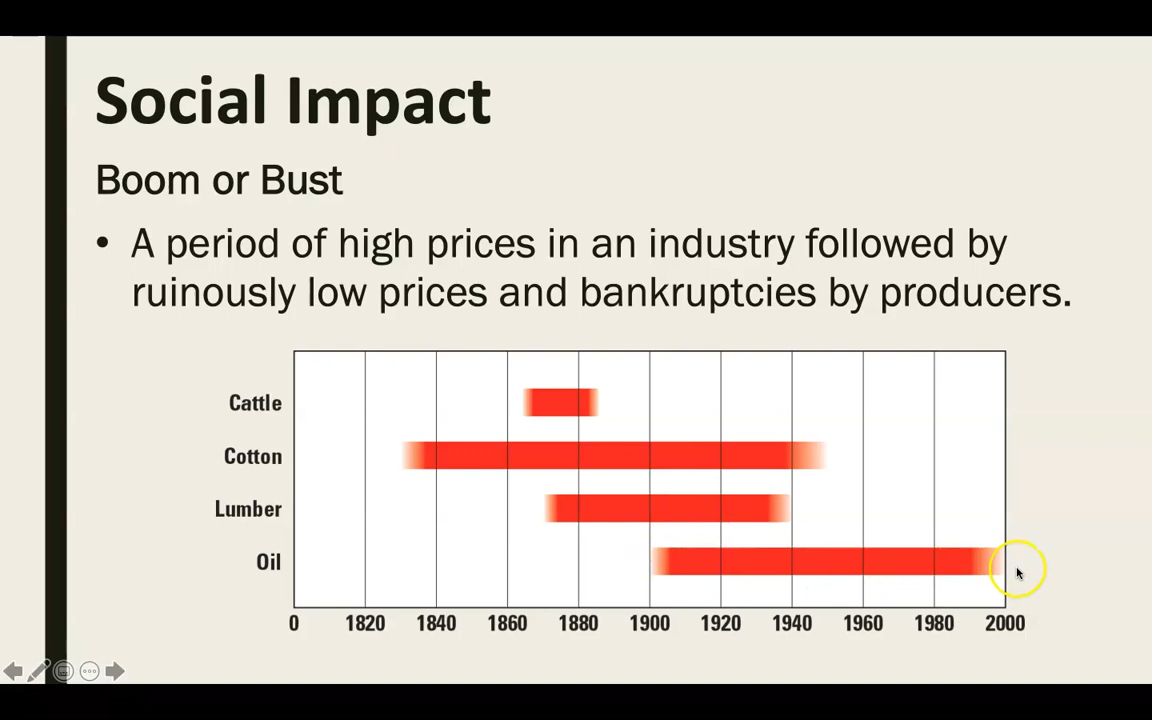 Social Impact
Boom or Bust
• A period of high prices in an industry followed by
ruinously low prices and bankruptcies by producers.
Cattle
Cotton
Lumber
Oil
0 1820 1840 1860 1880 1900 1920 1940 1960 1980 2000